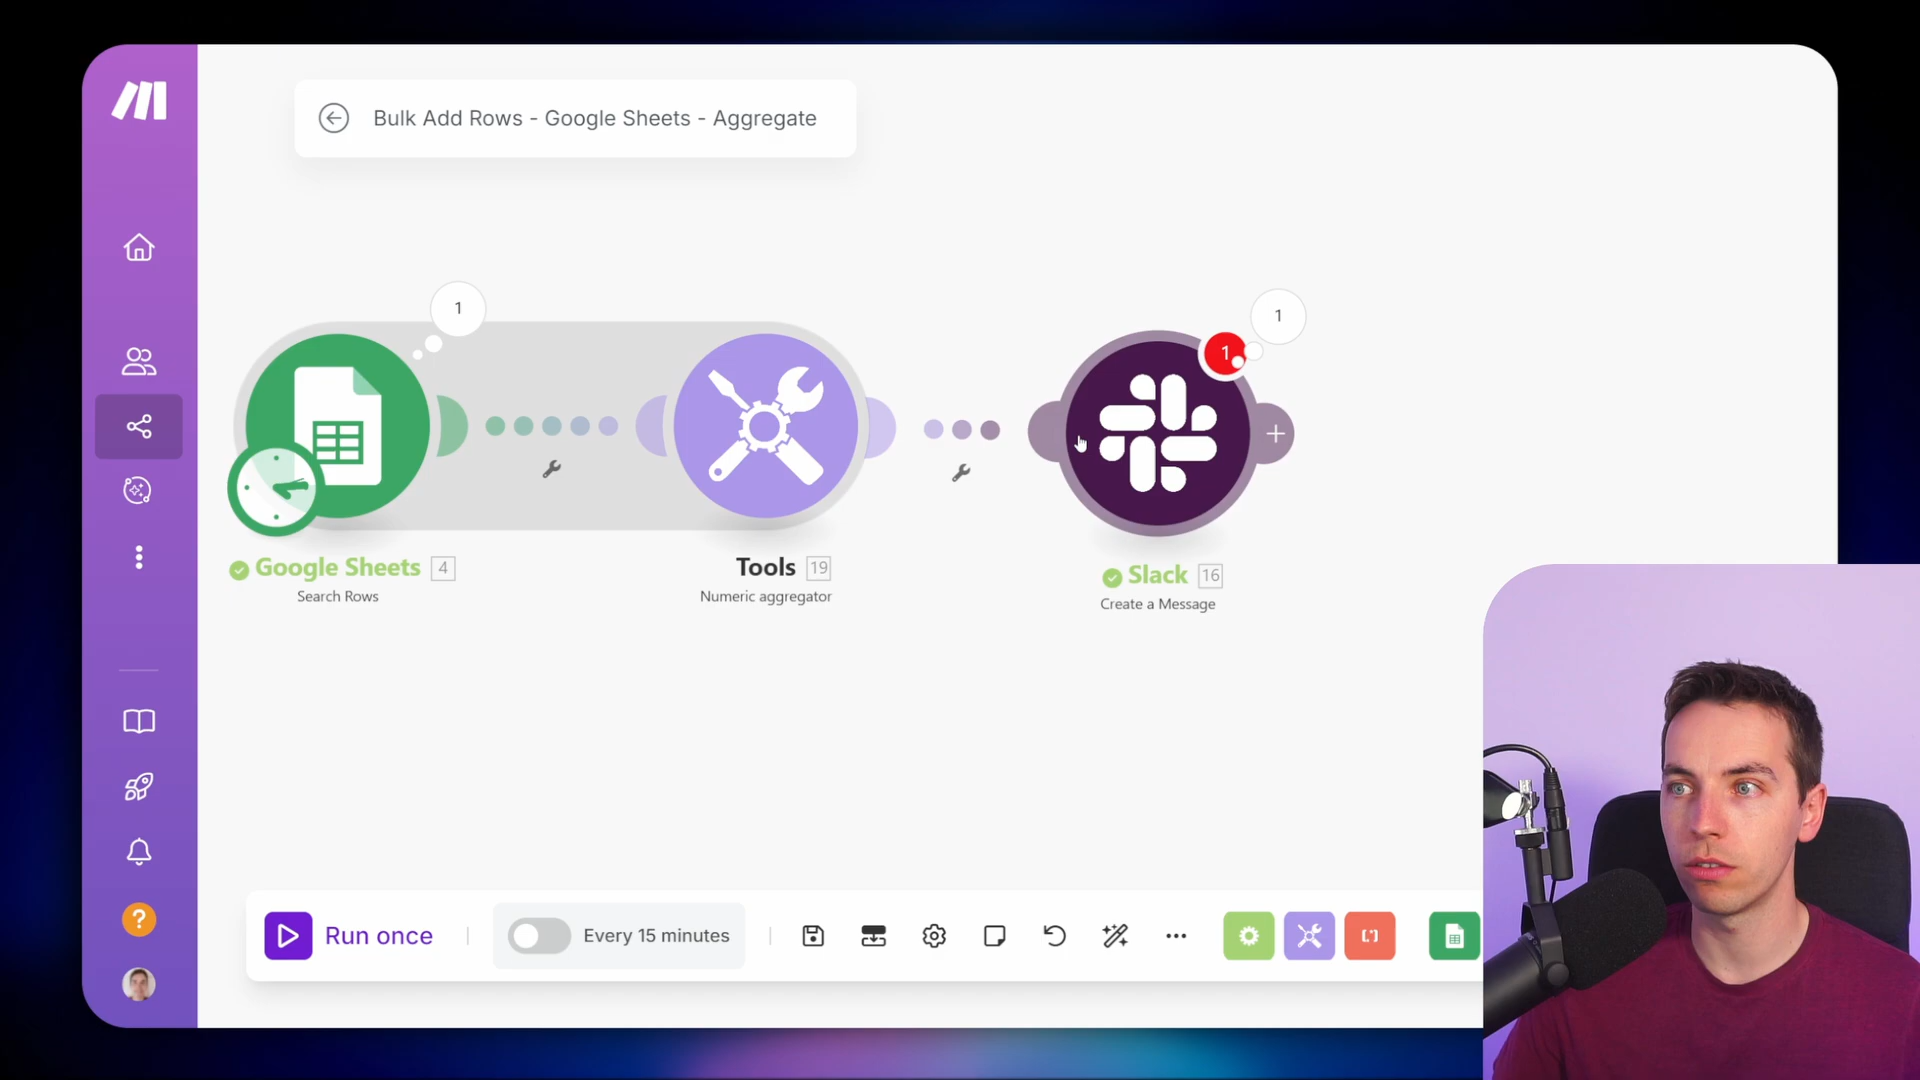 Bulk Add Rows - Google Sheets - Aggregate
1
1
1
Google Sheets 4
Search Rows
Tools 19
Numeric aggregator
Slack 16
Create a Message
?
Run once
Every 15 minutes